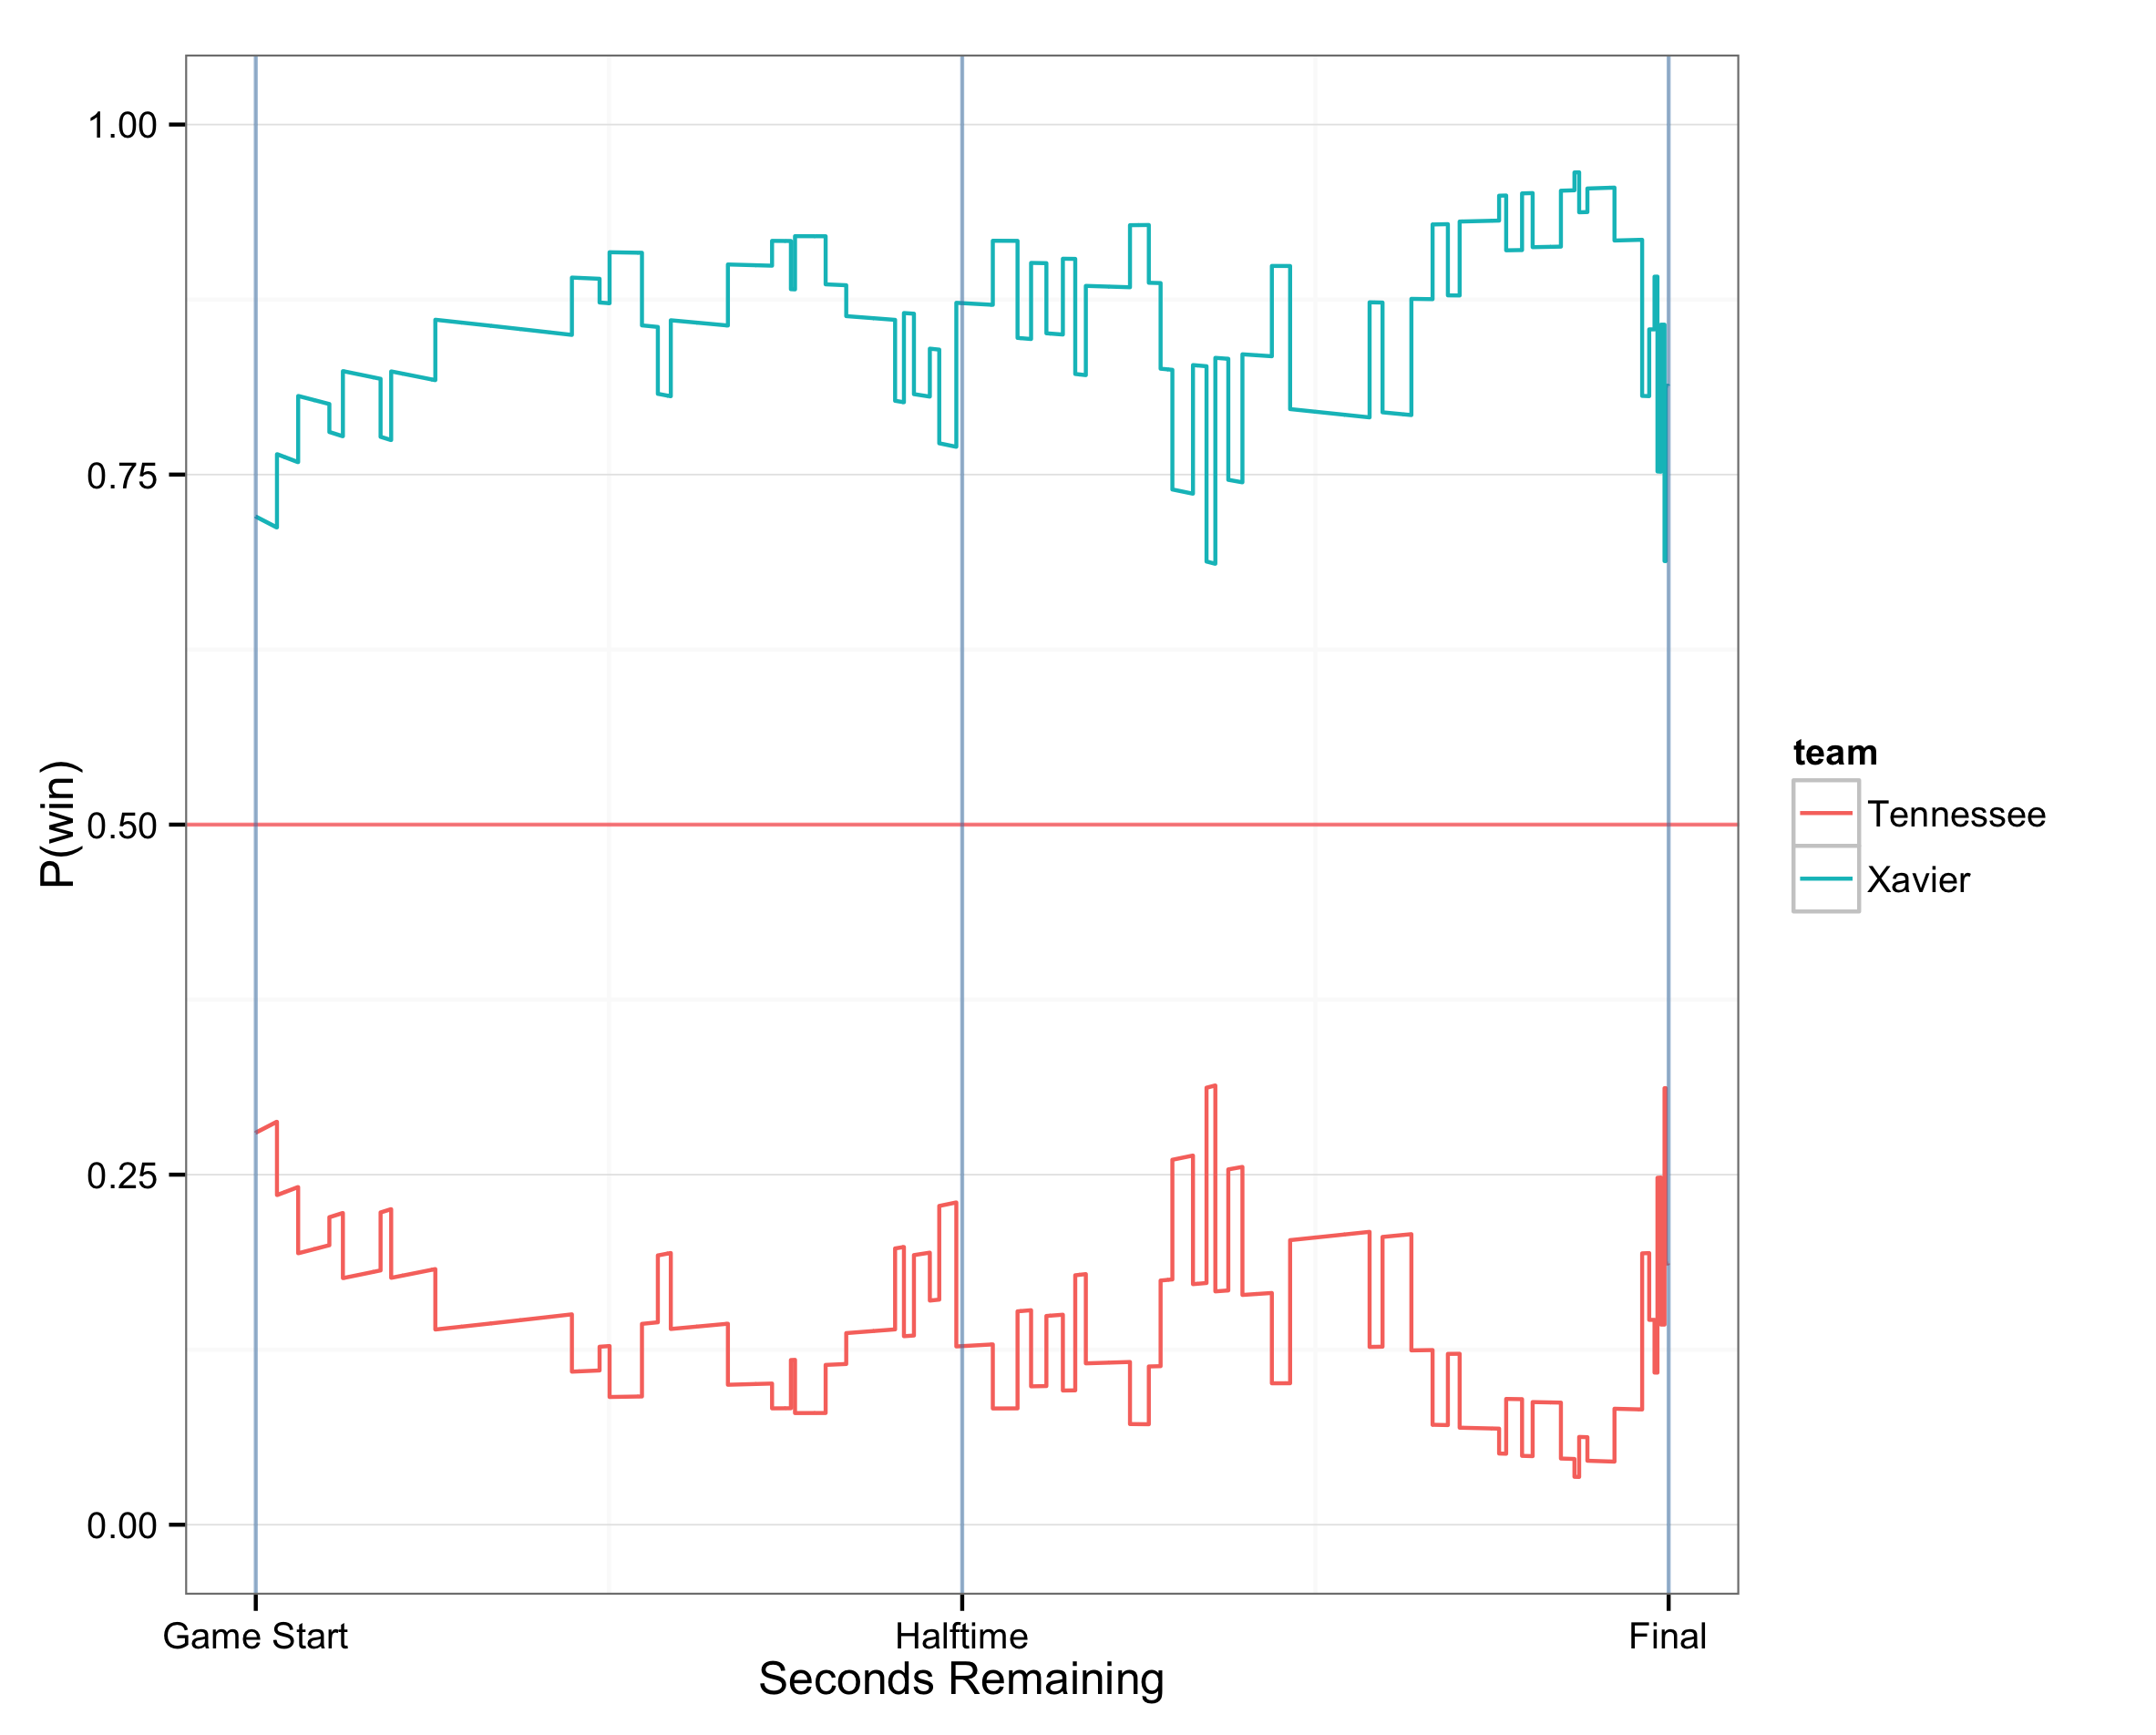 1.00
0.75
0.50
0.25
0.00
P(win)
Game Start
Halftime
Final
Seconds Remaining
team
Tennessee
Xavier